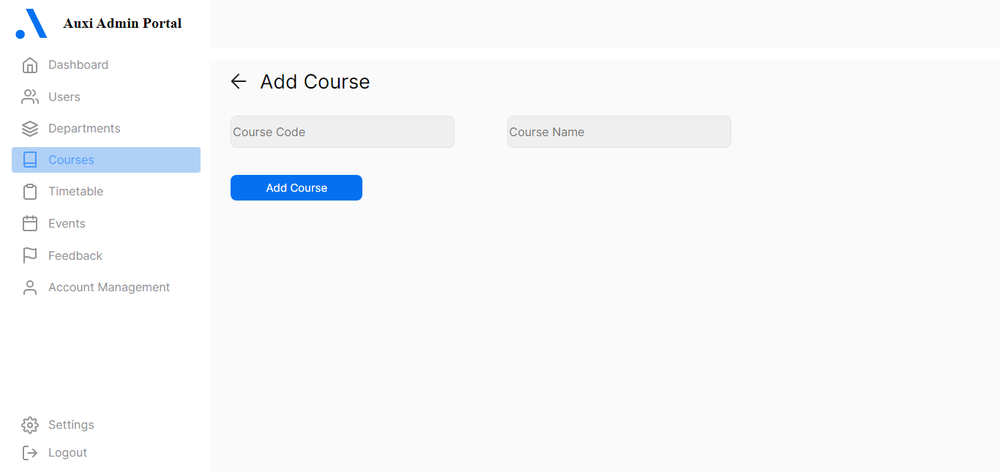 Auxi Admin Portal
Dashboard
Users
Departments
Courses
Timetable
Events
Feedback
Account Management
Settings
Logout
Add Course
Course Code
Course Name
Add Course